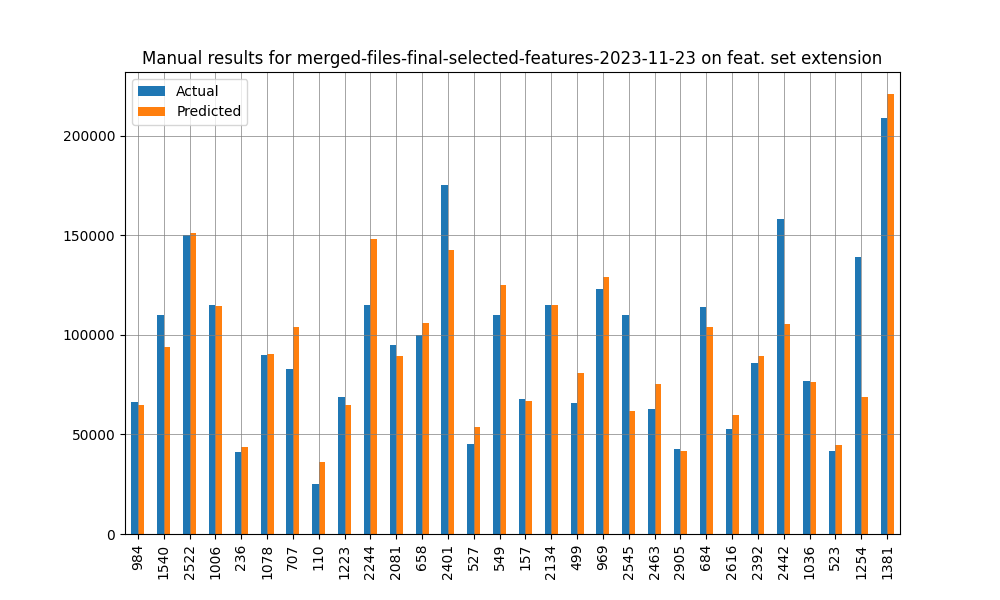 Manual results for merged-files-final-selected-features-2023-11-23 on feat. set extension
Actual
Predicted
200000
150000
100000
50000
0
984 1540 2522 1006 236 1078 707 110 1223 2244 2081 658 2401 527 549 157 2134 499 969 2545 2463 2905 684 2616 2392 2442 1036 523 1254 1381